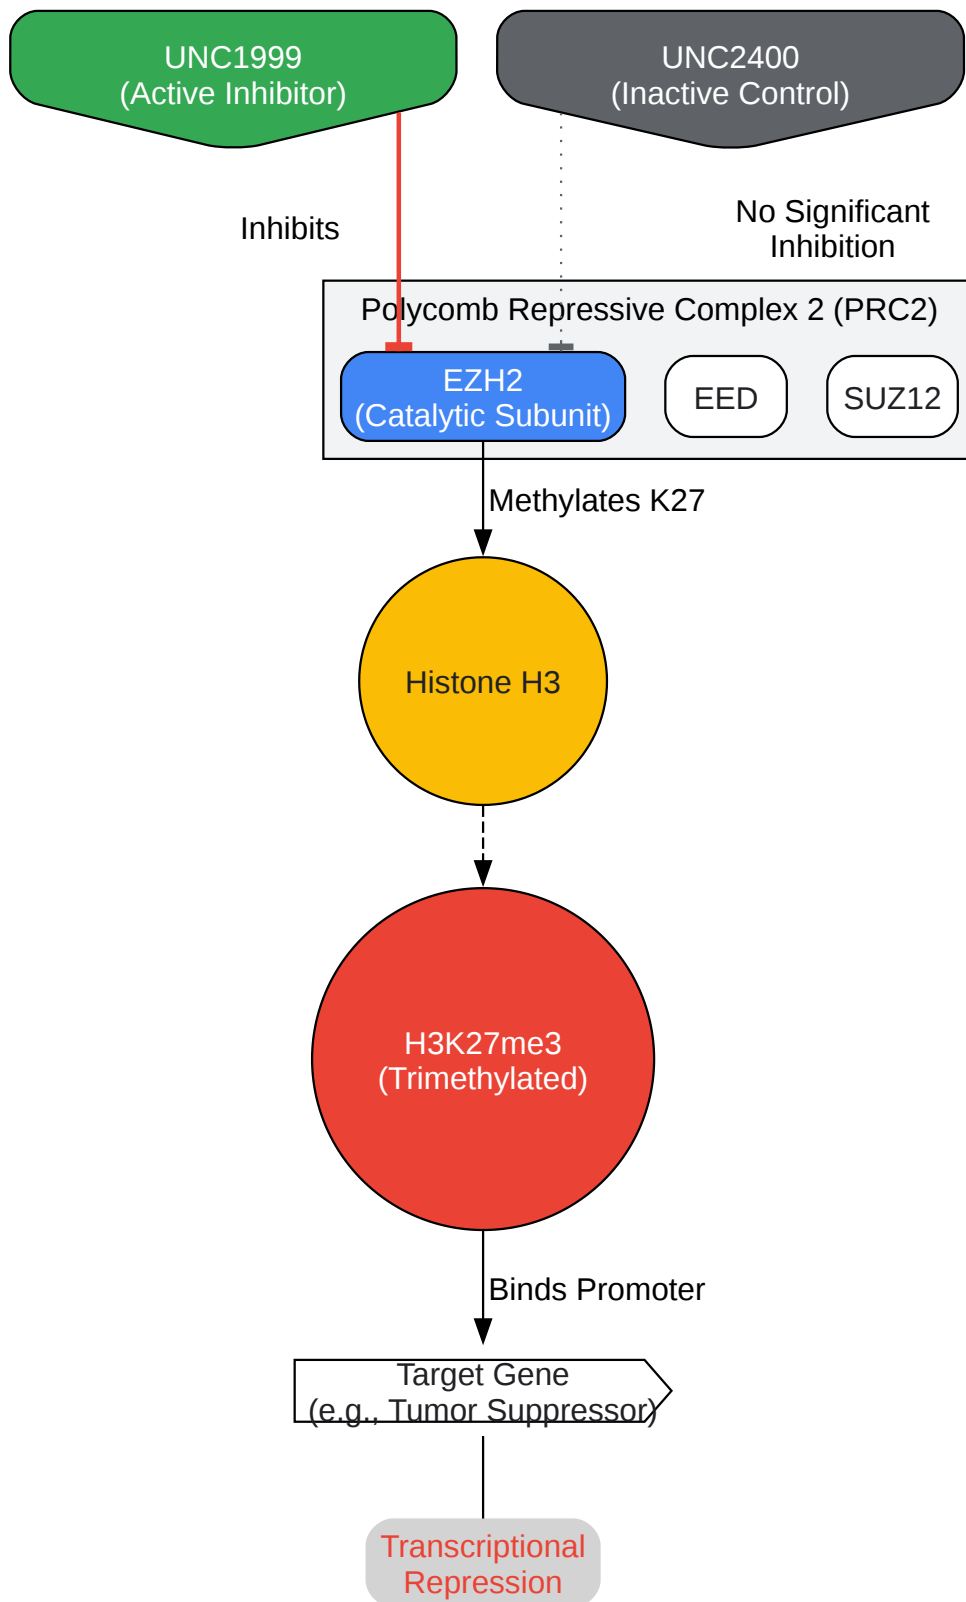 UNC1999
(Active Inhibitor)
UNC2400
(Inactive Control)
Inhibits
No Significant
Inhibition
Polycomb Repressive Complex 2 (PRC2)
EZH2
(Catalytic Subunit)
EED
SUZ12
Methylates K27
Histone H3
H3K27me3
(Trimethylated)
Binds Promoter
Target Gene
(e.g., Tumor Suppressor)
Transcriptional
Repression